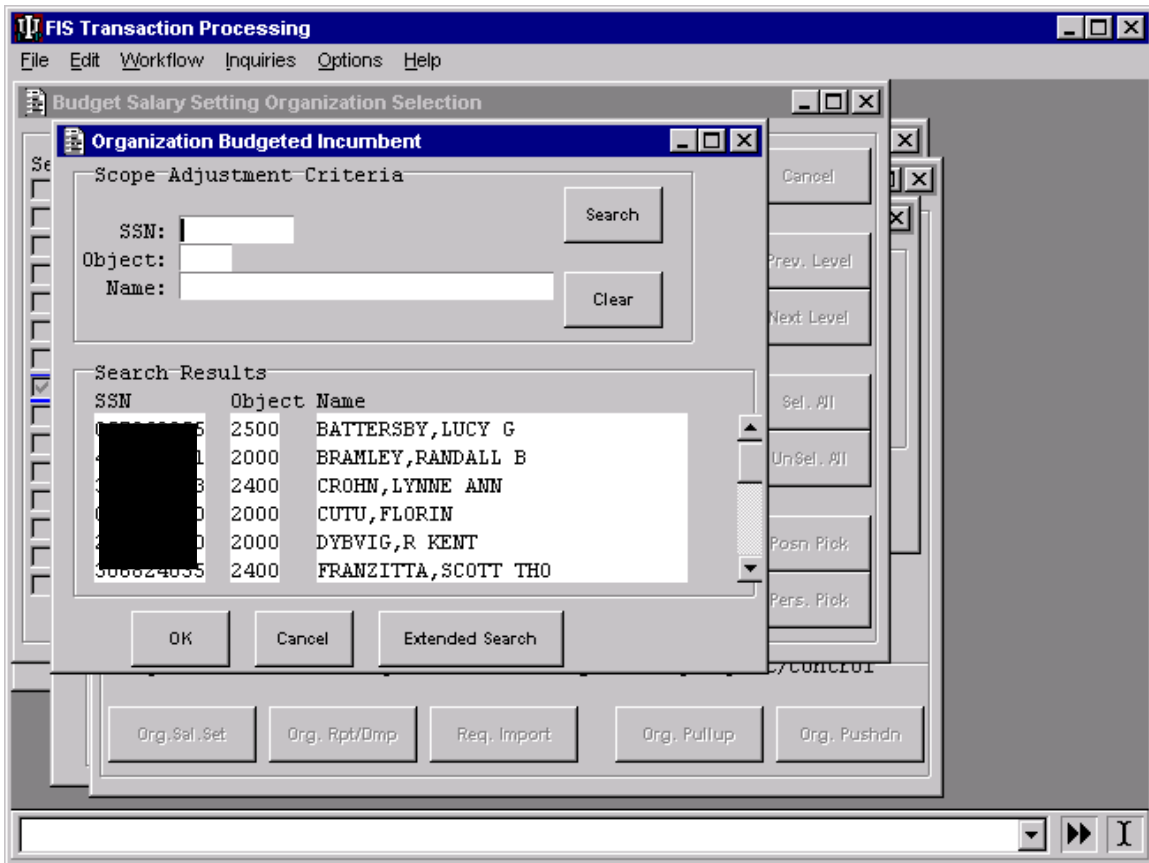 FIS Transaction Processing
File Edit Workflow Inquiries Options Help
Budget Salary Setting Organization Selection
Organization Budgeted Incumbent
Scope Adjustment Criteria
Cancel
SSN:
Search
Object:
Prev. Level
Name:
Clear
Next Level
Search Results
SSN Object Name
Sel. All
2500 BATTERSBY,LUCY G
2000 BRAMLEY,RANDALL B
UnSel. All
2400 CROHN,LYNNE ANN
2000 CUTU,FLORIN
2000 DYBVIG,R KENT
Posn Pick
2400 FRANZITTA,SCOTT THO
Pers. Pick
OK Cancel Extended Search
Org.Sal.Set Org. Rpt/Dmp Req. Import Org. Pullup Org. Pushdn